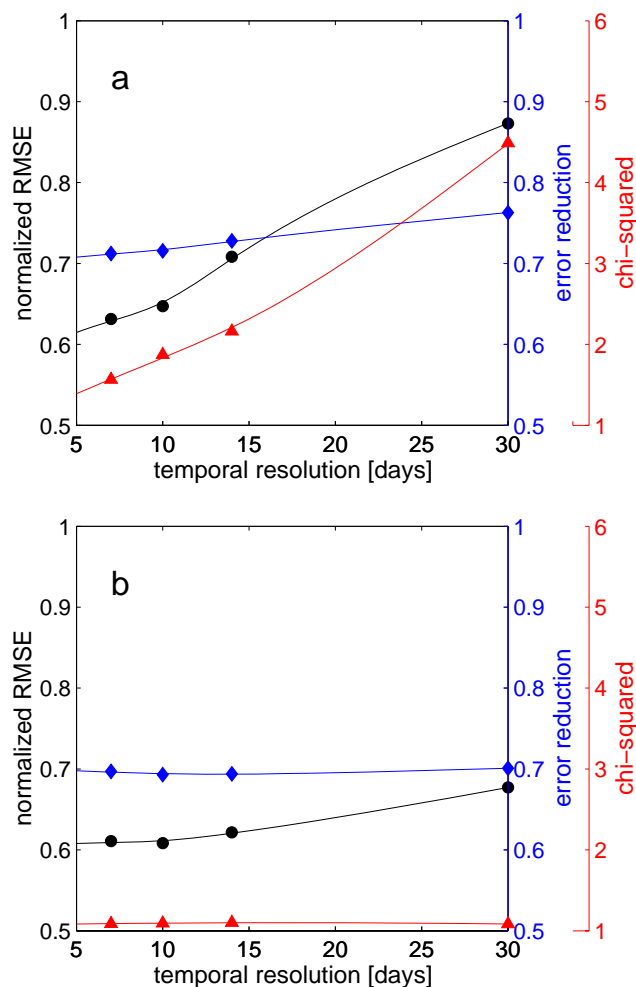 1 1 6
a
0.9 0.9 5
0.8 0.8 4
0.7 0.7 3
0.6 0.6 2
0.5 0.5 1
5 10 15 20 25 30
normalized RMSE
error reduction
chi−squared
temporal resolution [days]
1 1 6
b
0.9 0.9 5
0.8 0.8 4
0.7 0.7 3
0.6 0.6 2
0.5 0.5 1
5 10 15 20 25 30
normalized RMSE
error reduction
chi−squared
temporal resolution [days]